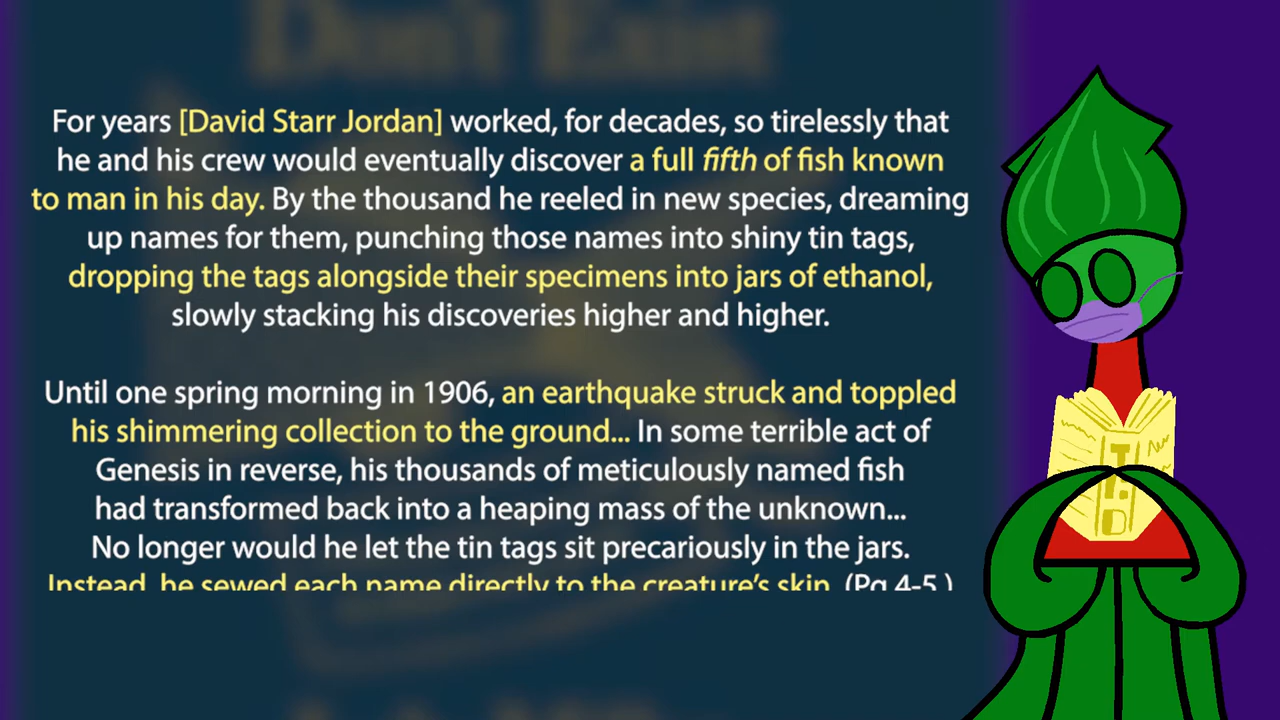 Don't Exist
For years [David Starr Jordan] worked, for decades, so tirelessly that
he and his crew would eventually discover a full fifth of fish known
to man in his day. By the thousand he reeled in new species, dreaming
up names for them, punching those names into shiny tin tags,
dropping the tags alongside their specimens into jars of ethanol,
slowly stacking his discoveries higher and higher.
Until one spring morning in 1906, an earthquake struck and toppled
his shimmering collection to the ground... In some terrible act of
Genesis in reverse, his thousands of meticulously named fish
had transformed back into a heaping mass of the unknown...
No longer would he let the tin tags sit precariously in the jars.
Instead, he sewed each name directly to the creature's skin. (Pg 4-5.)
I.
D